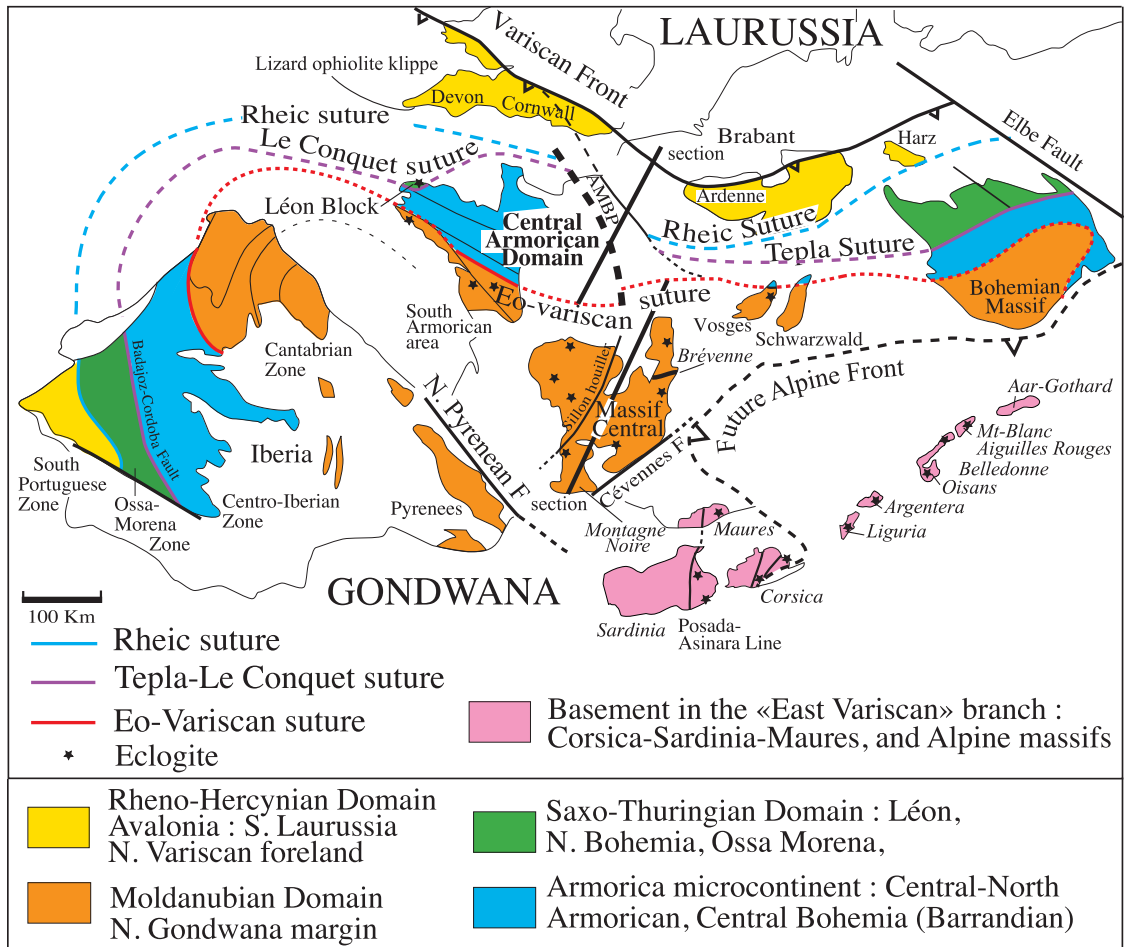 LAURUSSIA
Variscan Front
Lizard ophiolite klippe
Devon
Cornwall
Rheic suture
Le Conquet suture
Brabant
Harz
Elbe Fault
section
AMBP
Ardenne
Léon Block
Central
Armorican
Domain
Rheic Suture
Tepla Suture
Eo-variscan suture
Bohemian
Massif
South
Armorican
area
Vosges
Schwarzwald
Cantabrian
Zone
Badajoz-Cordoba Fault
Brévenne
Sillon houiller
Massif
Central
Future Alpine Front
N. Pyrenean F.
Aar-Gothard
Mt-Blanc
Aiguilles Rouges
Belledonne
Oisans
Iberia
South
Portuguese
Zone
Ossa-
Morena
Zone
Centro-Iberian
Zone
Pyrenees
section
Cévennes F.
Montagne
Noire
Maures
Argentera
Liguria
GONDWANA
Corsica
Sardinia
Posada-
Asinara Line
100 Km
Rheic suture
Tepla-Le Conquet suture
Eo-Variscan suture
Eclogite
Basement in the «East Variscan» branch :
Corsica-Sardinia-Maures, and Alpine massifs
Rheno-Hercynian Domain
Avalonia : S. Laurussia
N. Variscan foreland
Moldanubian Domain
N. Gondwana margin
Saxo-Thuringian Domain : Léon,
N. Bohemia, Ossa Morena,
Armorica microcontinent : Central-North
Armorican, Central Bohemia (Barrandian)